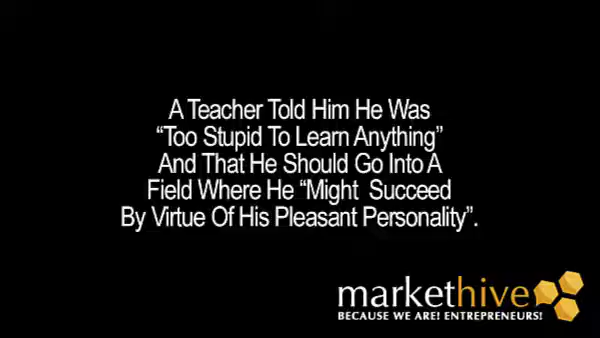 A Teacher Told Him He Was
“Too Stupid To Learn Anything”
And That He Should Go Into A
Field Where He “Might Succeed
By Virtue Of His Pleasant Personality”.
markethive
BECAUSE WE ARE! ENTREPRENEURS!